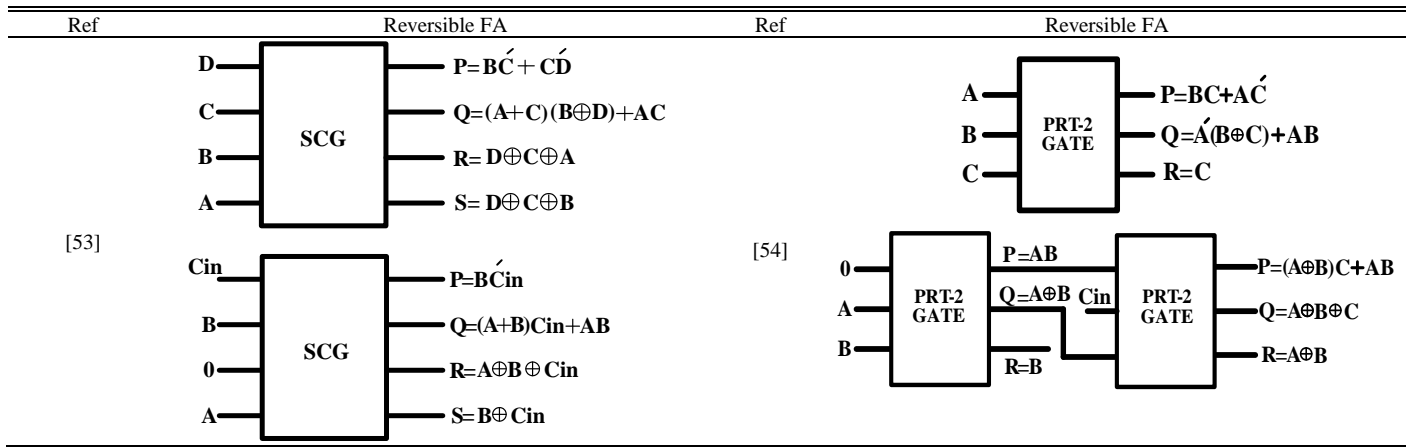 Ref Reversible FA Ref Reversible FA
D
C
B
A
SCG
P=BĆ + CD́
Q=(A+C)(B⊕D)+AC
R= D⊕C⊕A
S= D⊕C⊕B
[53]
Cin
B
0
A
SCG
P=BĆin
Q=(A+B)Cin+AB
R=A⊕B⊕Cin
S=B⊕Cin
A
B
C
PRT-2
GATE
P=BC+AĆ
Q=Á(B⊕C)+AB
R=C
[54]
0
A
B
PRT-2
GATE
P=AB
Q=A⊕B
R=B
Cin
PRT-2
GATE
P=(A⊕B)C+AB
Q=A⊕B⊕C
R=A⊕B